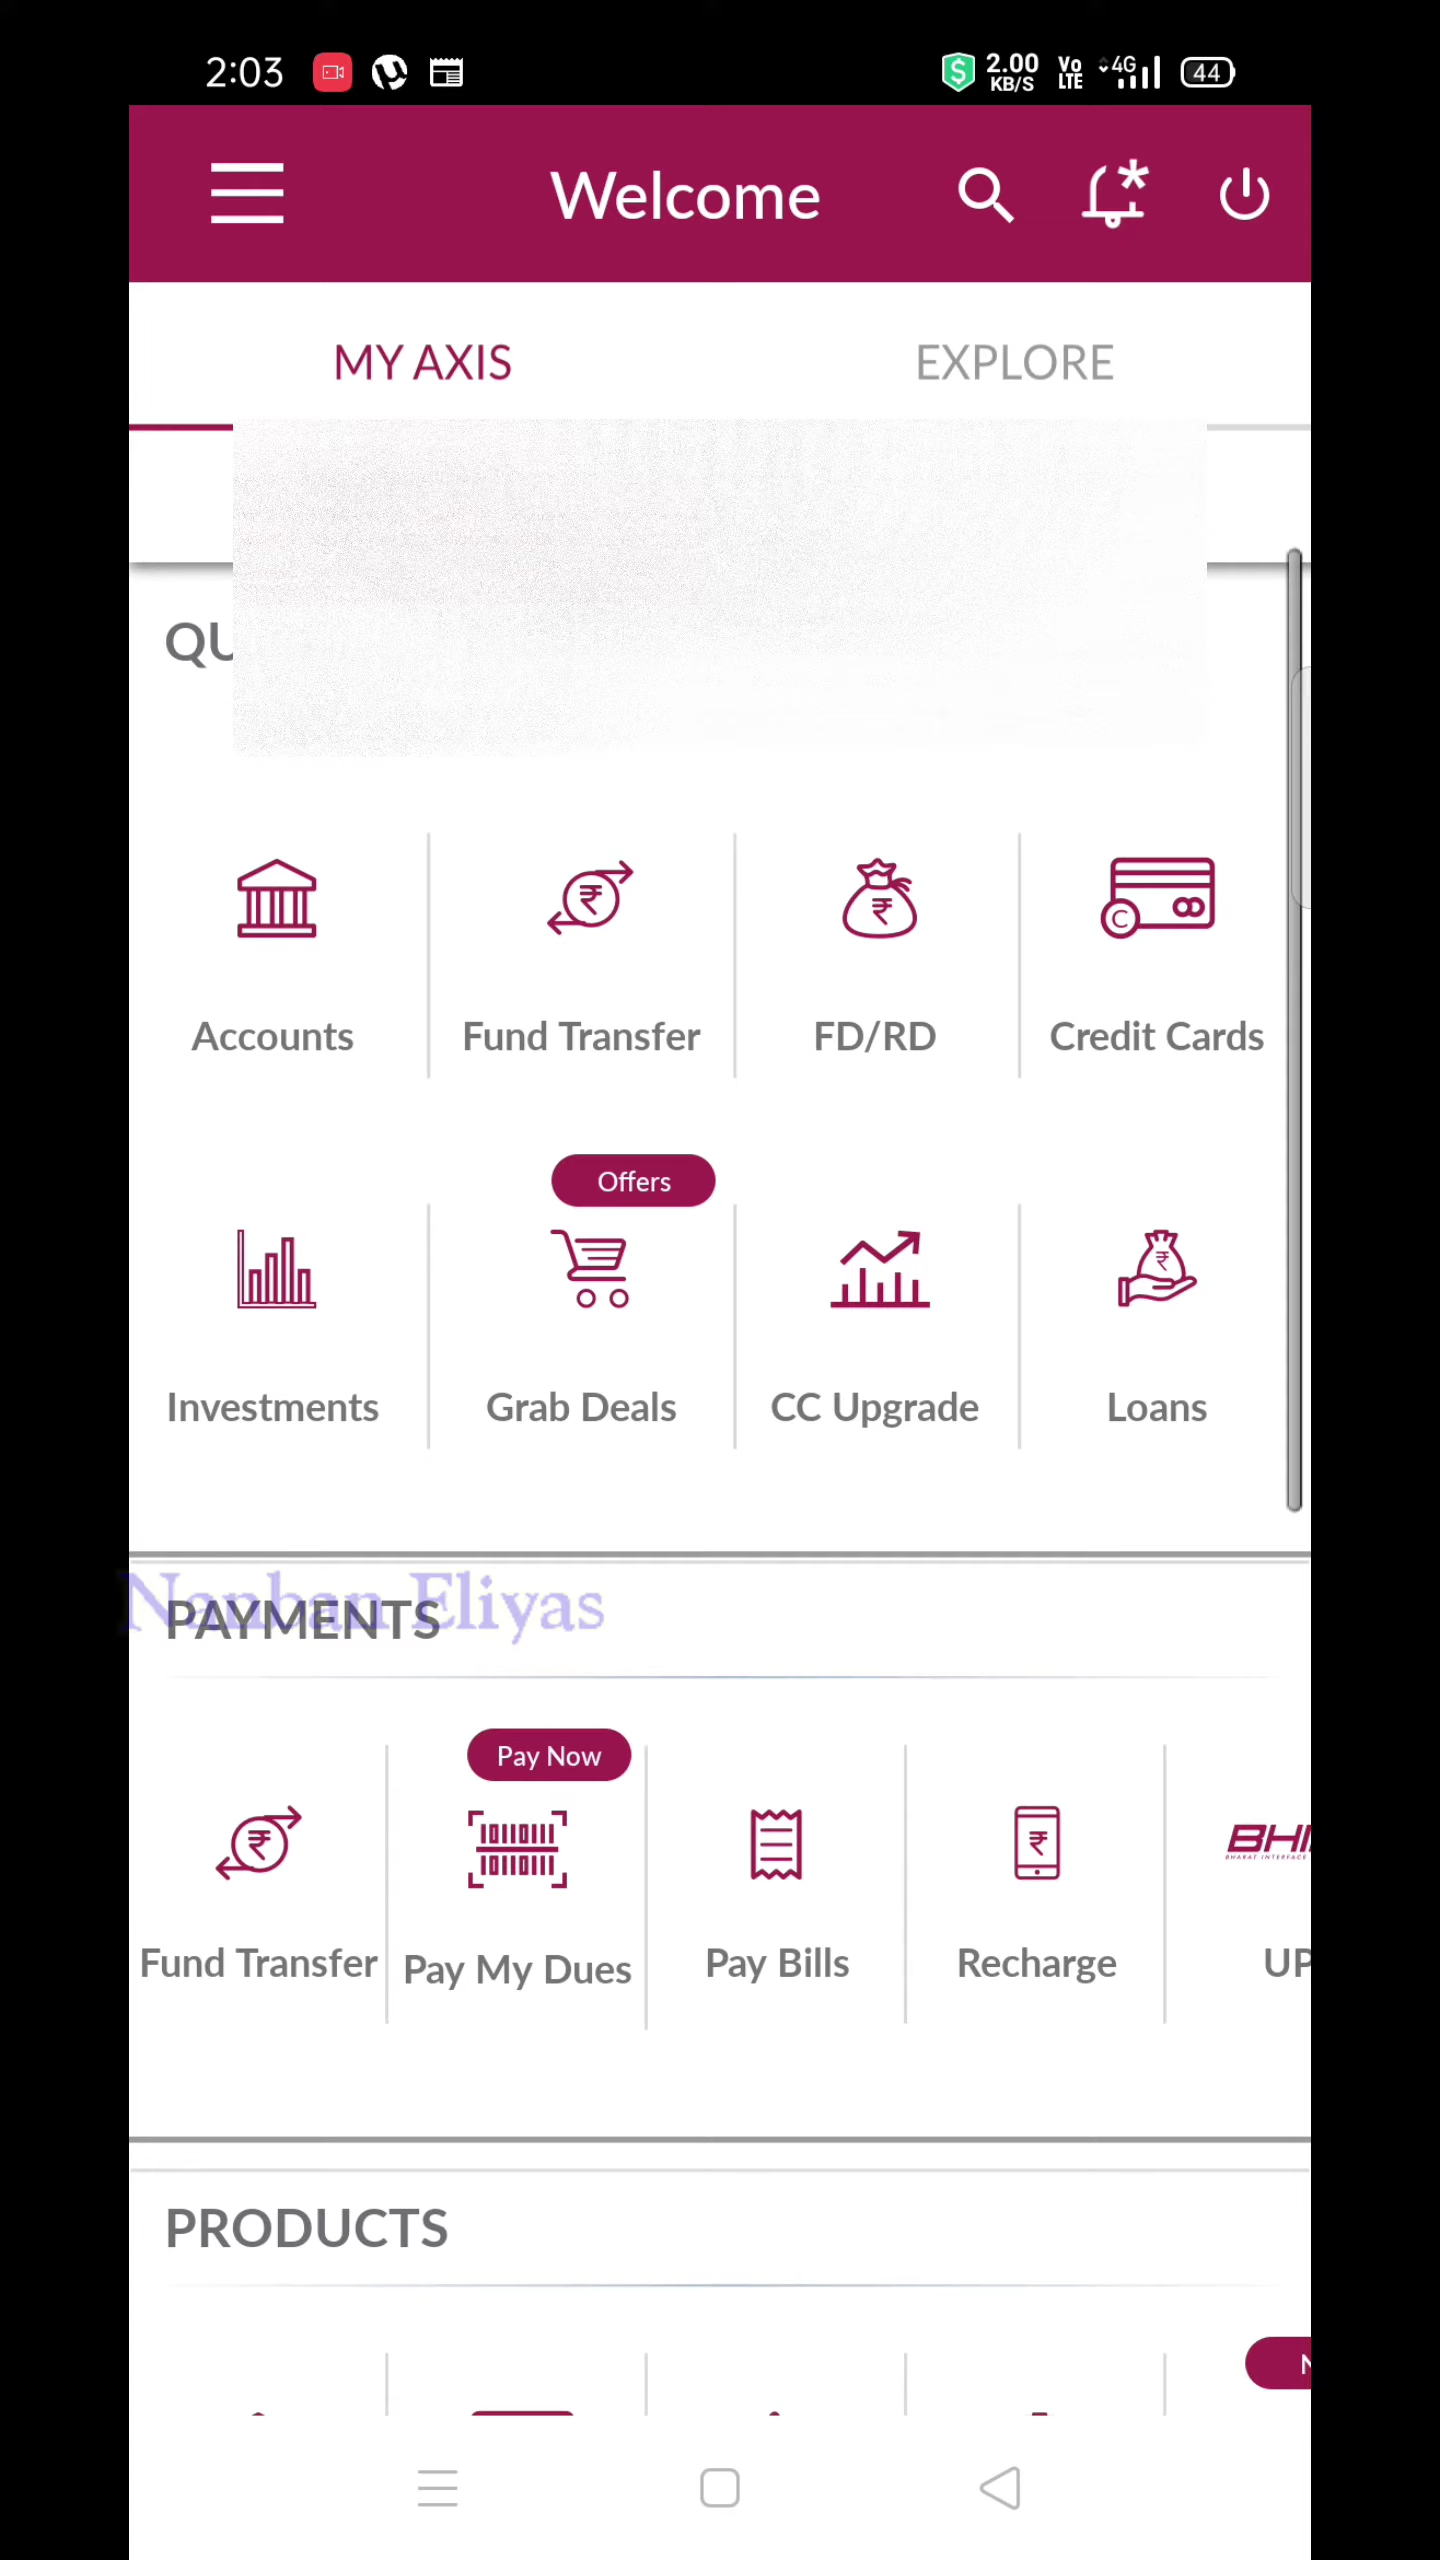 2:03 2.00 KB/S Vo LTE 4G 44
Welcome
MY AXIS EXPLORE
QU
Accounts Fund Transfer FD/RD Credit Cards
Offers
Investments Grab Deals CC Upgrade Loans
Nanban Eliyas
PAYMENTS
Pay Now
BHI
Fund Transfer Pay My Dues Pay Bills Recharge UP
PRODUCTS
N